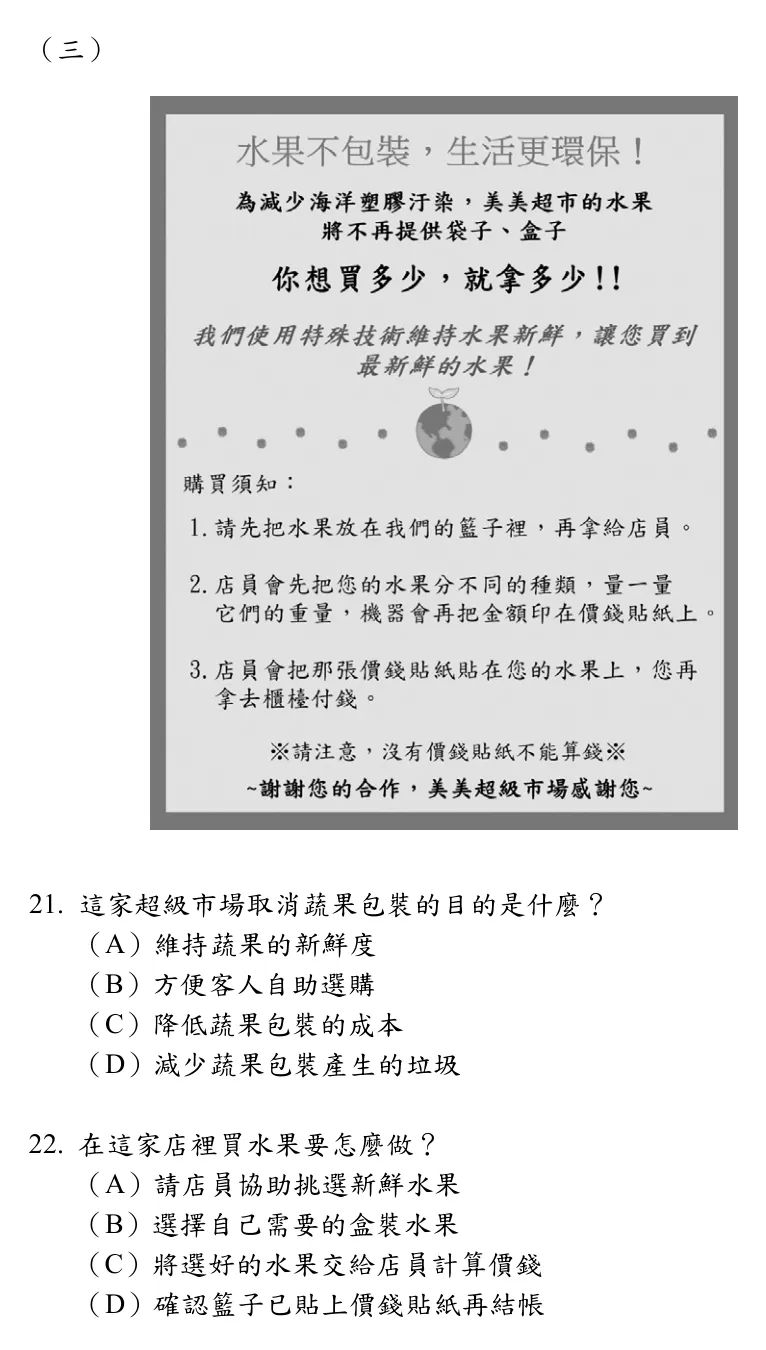 （三）
水果不包裝，生活更環保！
為減少海洋塑膠汙染，美美超市的水果
將不再提供袋子、盒子
你想買多少，就拿多少!!
我們使用特殊技術維持水果新鮮，讓您買到
最新鮮的水果！
購買須知：
1.請先把水果放在我們的籃子裡，再拿給店員。
2.店員會先把您的水果分不同的種類，量一量
它們的重量，機器會再把金額印在價錢貼紙上。
3.店員會把那張價錢貼紙貼在您的水果上，您再
拿去櫃檯付錢。
※請注意，沒有價錢貼紙不能算錢※
~謝謝您的合作，美美超級市場感謝您~
21. 這家超級市場取消蔬果包裝的目的是什麼？
（A）維持蔬果的新鮮度
（B）方便客人自助選購
（C）降低蔬果包裝的成本
（D）減少蔬果包裝產生的垃圾
22. 在這家店裡買水果要怎麼做？
（A）請店員協助挑選新鮮水果
（B）選擇自己需要的盒裝水果
（C）將選好的水果交給店員計算價錢
（D）確認籃子已貼上價錢貼紙再結帳